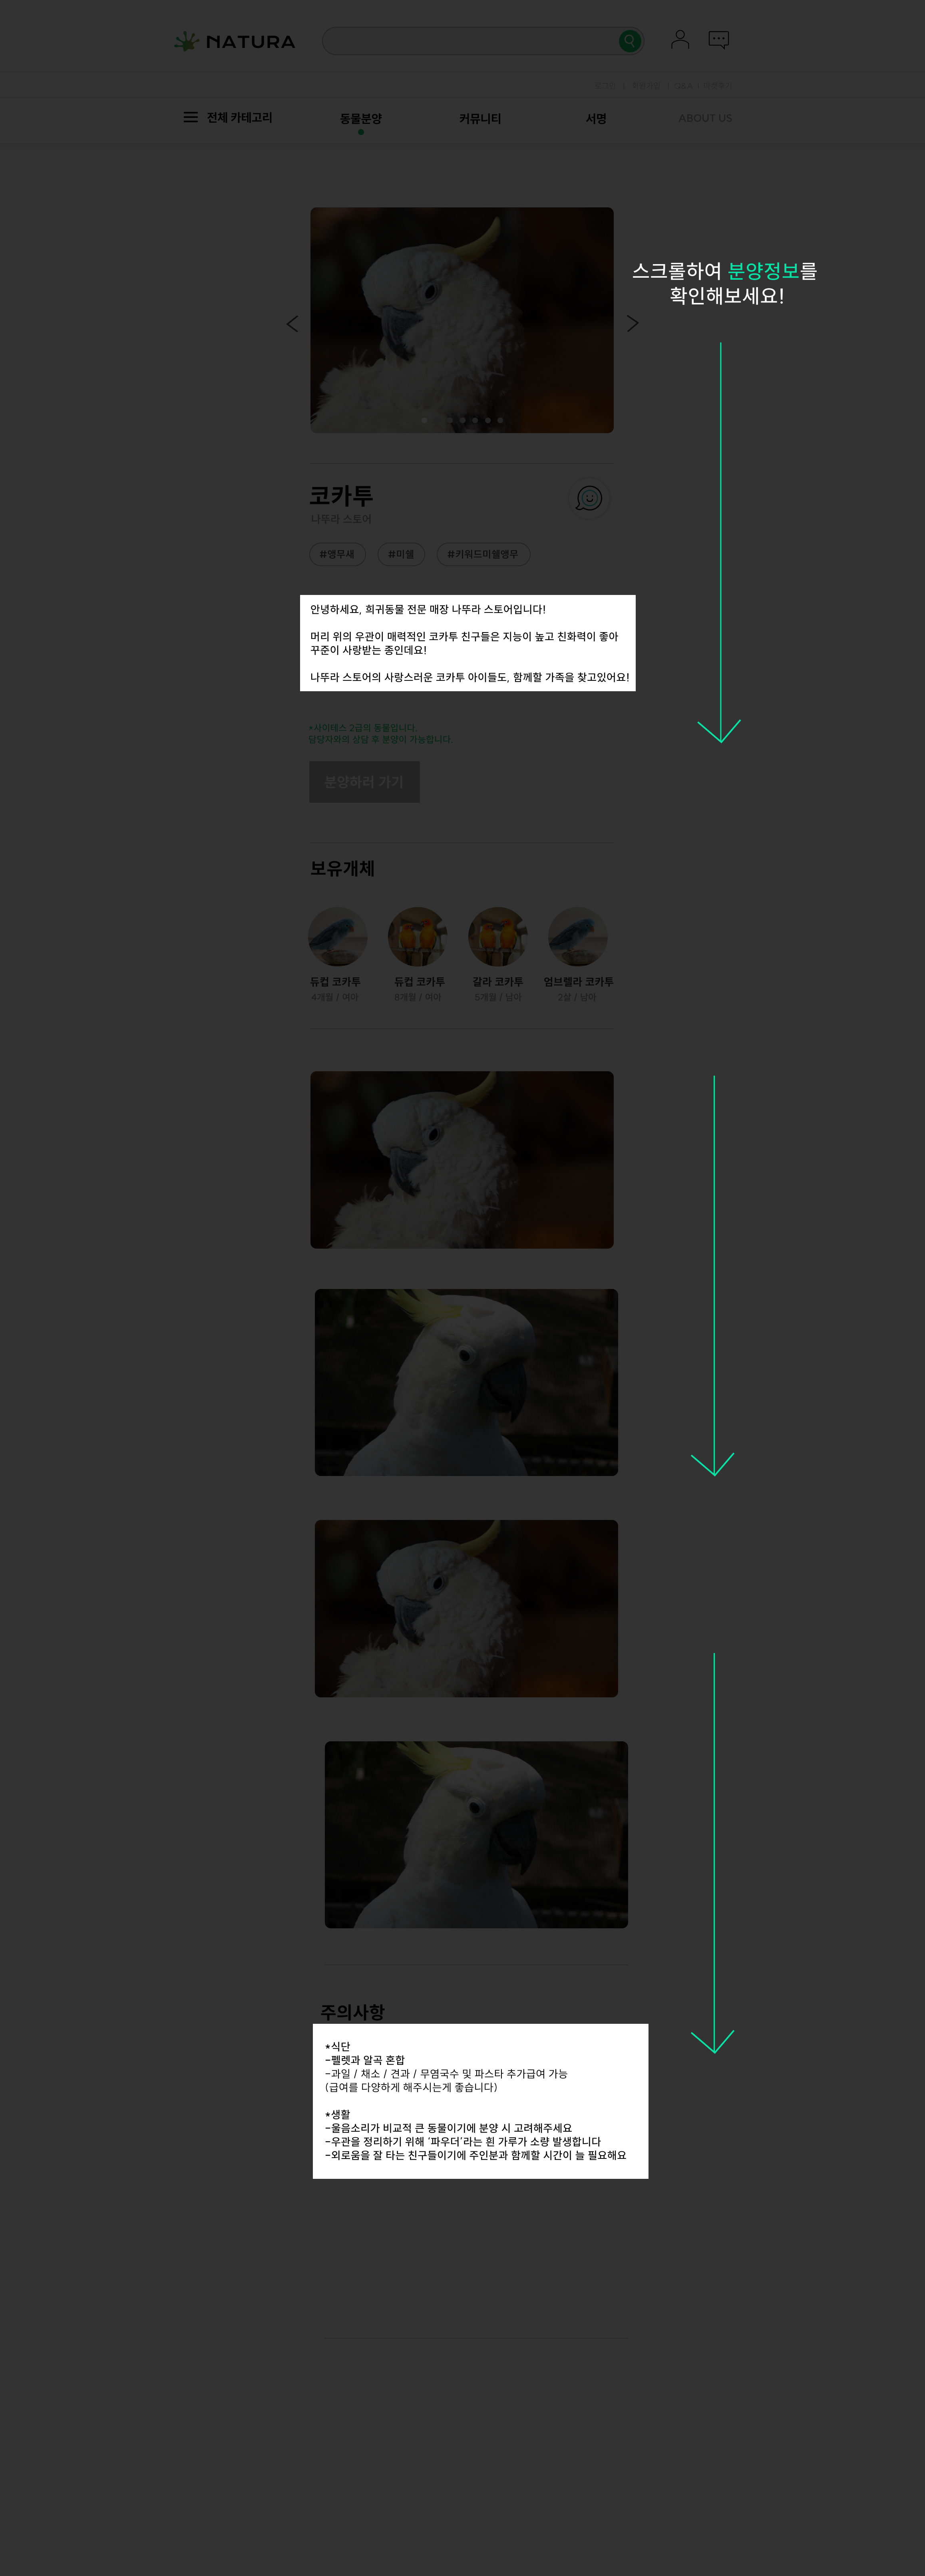 NATURA
전체 카테고리
동물분양
커뮤니티
서명
ABOUT US
스크롤하여 분양정보를
확인해보세요!
코카투
나뚜라 스토어
#앵무새
#미쉘
#키워드미쉘앵무
안녕하세요, 희귀동물 전문 매장 나뚜라 스토어입니다!
머리 위의 우관이 매력적인 코카투 친구들은 지능이 높고 친화력이 좋아
꾸준이 사랑받는 종인데요!
나뚜라 스토어의 사랑스러운 코카투 아이들도, 함께할 가족을 찾고있어요!
*사이테스 2급의 동물입니다.
담당자와의 상담 후 분양이 가능합니다.
분양하러 가기
보유개체
듀컵 코카투
듀컵 코카투
갈라 코카투
엄브렐라 코카투
4개월 / 여아
8개월 / 여아
5개월 / 남아
2살 / 남아
주의사항
*식단
-펠렛과 알곡 혼합
-과일 / 채소 / 견과 / 무염국수 및 파스타 추가급여 가능
(급여를 다양하게 해주시는게 좋습니다)
*생활
-울음소리가 비교적 큰 동물이기에 분양 시 고려해주세요
-우관을 정리하기 위해 '파우더'라는 흰 가루가 소량 발생합니다
-외로움을 잘 타는 친구들이기에 주인분과 함께할 시간이 늘 필요해요